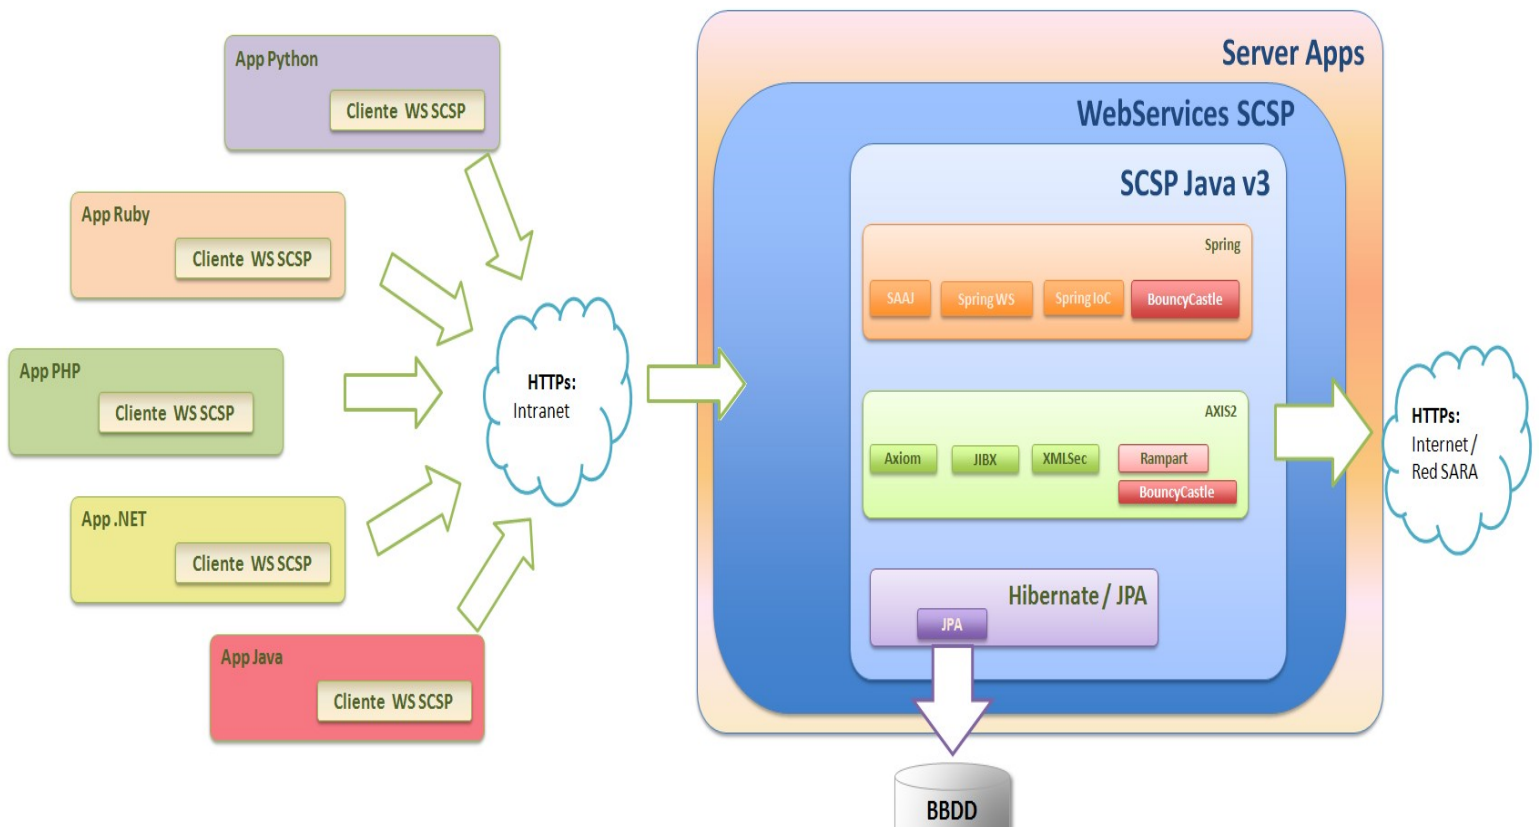 App Python
Cliente WS SCSP
App Ruby
Cliente WS SCSP
App PHP
Cliente WS SCSP
App .NET
Cliente WS SCSP
App Java
Cliente WS SCSP
HTTPs:
Intranet
Server Apps
WebServices SCSP
SCSP Java v3
Spring
SAAJ
Spring WS
Spring IoC
BouncyCastle
AXIS2
Axiom
JIBX
XMLSec
Rampart
BouncyCastle
Hibernate / JPA
JPA
BBDD
HTTPs:
Internet /
Red SARA